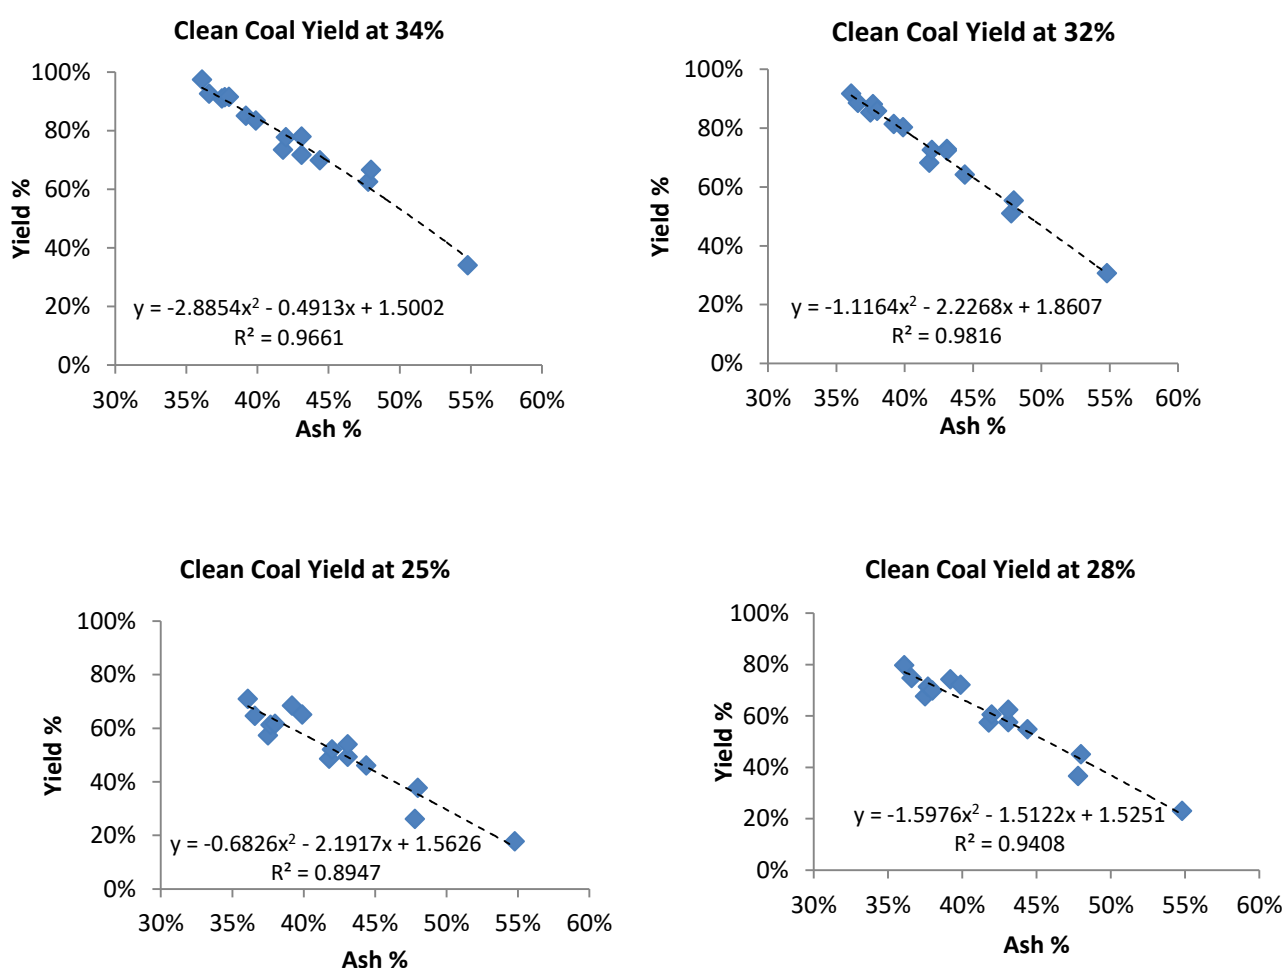 Clean Coal Yield at 34%
100%
80%
60%
40%
20%
0%
Yield %
y = -2.8854x² - 0.4913x + 1.5002
R² = 0.9661
30% 35% 40% 45% 50% 55% 60%
Ash %
Clean Coal Yield at 32%
100%
80%
60%
40%
20%
0%
Yield %
y = -1.1164x² - 2.2268x + 1.8607
R² = 0.9816
30% 35% 40% 45% 50% 55% 60%
Ash %
Clean Coal Yield at 25%
100%
80%
60%
40%
20%
0%
Yield %
y = -0.6826x² - 2.1917x + 1.5626
R² = 0.8947
30% 35% 40% 45% 50% 55% 60%
Ash %
Clean Coal Yield at 28%
100%
80%
60%
40%
20%
0%
Yield %
y = -1.5976x² - 1.5122x + 1.5251
R² = 0.9408
30% 35% 40% 45% 50% 55% 60%
Ash %